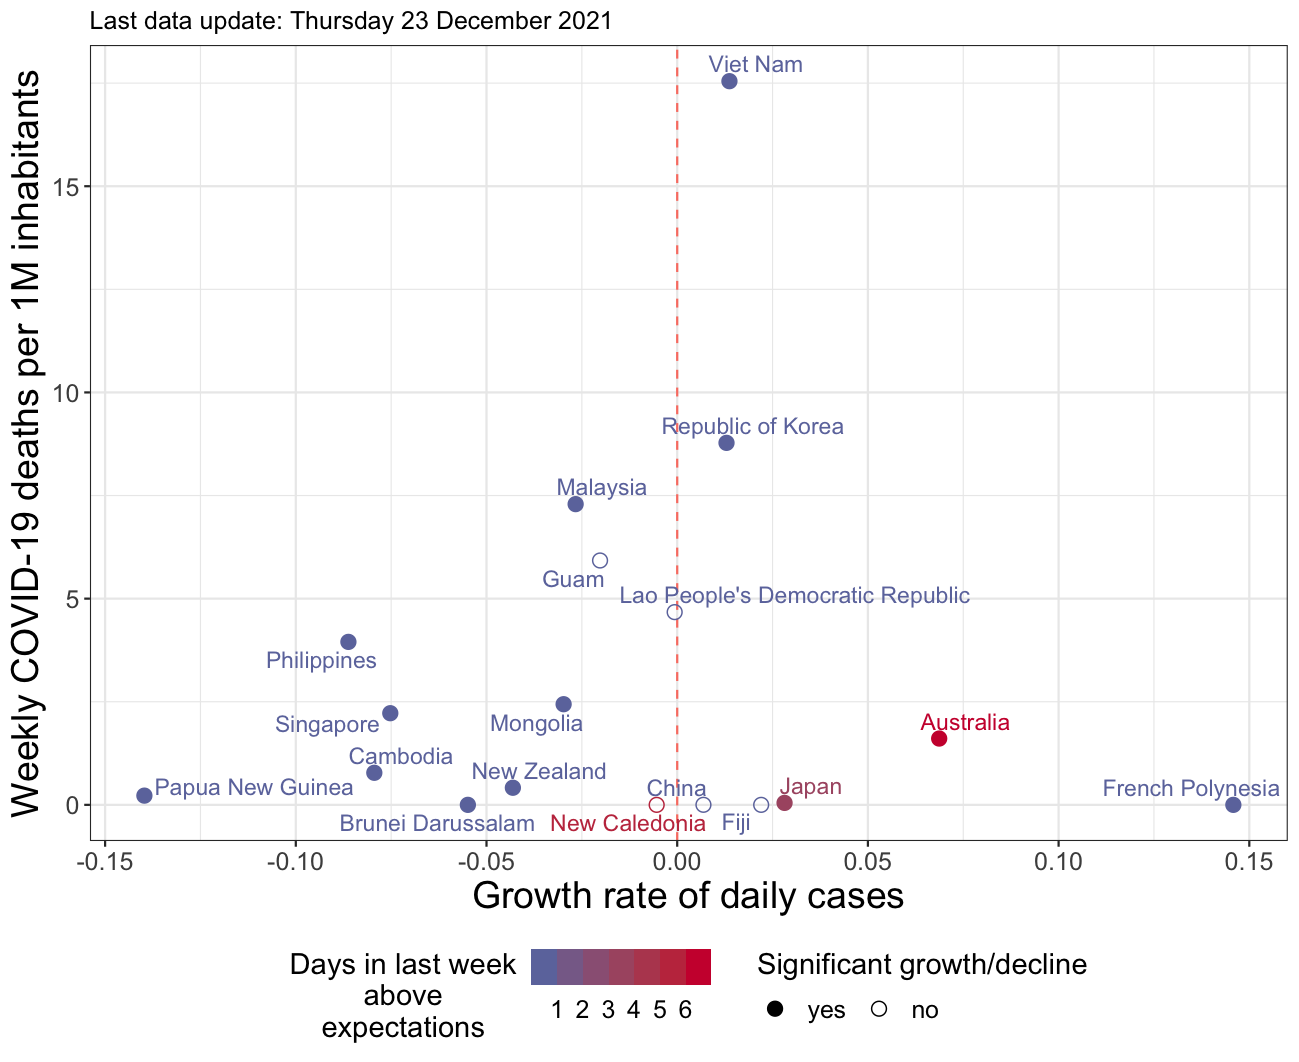 Last data update: Thursday 23 December 2021
Weekly COVID-19 deaths per 1M inhabitants
Viet Nam
15
10
Republic of Korea
Malaysia
Guam
Lao People's Democratic Republic
5
Philippines
Singapore
Mongolia
Australia
Cambodia
New Zealand
Papua New Guinea
China
Japan
French Polynesia
0
Brunei Darussalam
New Caledonia
Fiji
-0.15
-0.10
-0.05
0.00
0.05
0.10
0.15
Growth rate of daily cases
Days in last week
above
expectations
1 2 3 4 5 6
Significant growth/decline
yes
no